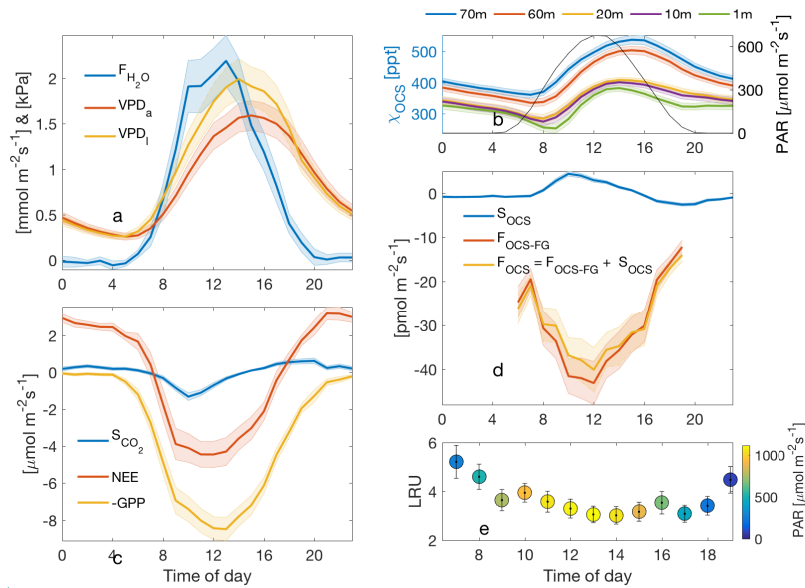 70m 60m 20m 10m 1m
2
1.5
1
0.5
0
[mmol m⁻²s⁻¹] & [kPa]
F_H₂O
VPD_a
VPD_l
a
0 4 8 12 16 20
500
400
300
χ_OCS [ppt]
600
300
0
PAR [μmol m⁻²s⁻¹]
b
0 4 8 12 16 20
0
-10
-20
-30
-40
[pmol m⁻²s⁻¹]
S_OCS
F_OCS-FG
F_OCS = F_OCS-FG + S_OCS
d
0 4 8 12 16 20
2
0
-2
-4
-6
-8
[μmol m⁻²s⁻¹]
S_CO₂
NEE
-GPP
0 4 8 12 16 20
c
Time of day
6
4
2
LRU
e
8 10 12 14 16 18
Time of day
1000
500
0
PAR [μmol m⁻²s⁻¹]